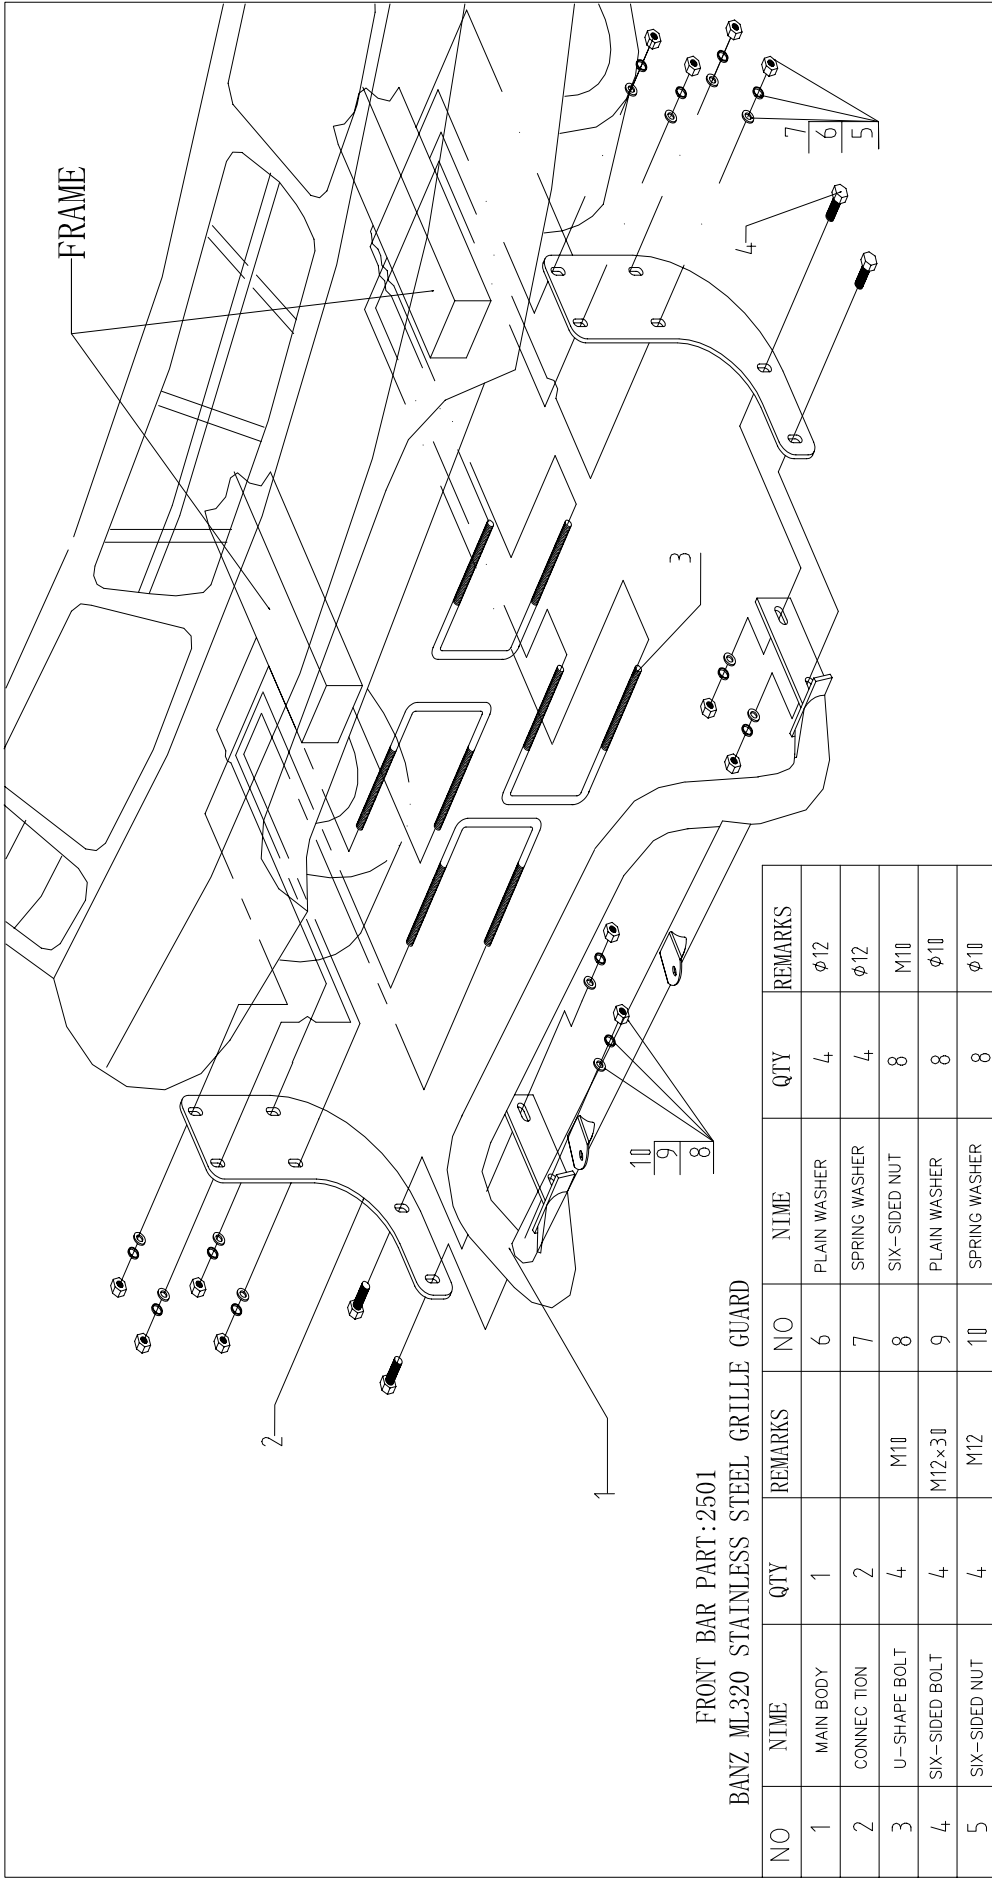 FRAME
7
6
5
4
3
10
9
8
2
1
FRONT BAR PART:2501
BANZ ML320 STAINLESS STEEL GRILLE GUARD
NO NIME QTY REMARKS NO NIME QTY REMARKS
1 MAIN BODY 1 6 PLAIN WASHER 4 ϕ12
2 CONNEC TION 2 7 SPRING WASHER 4 ϕ12
3 U-SHAPE BOLT 4 M10 8 SIX-SIDED NUT 8 M10
4 SIX-SIDED BOLT 4 M12×30 9 PLAIN WASHER 8 ϕ10
5 SIX-SIDED NUT 4 M12 10 SPRING WASHER 8 ϕ10